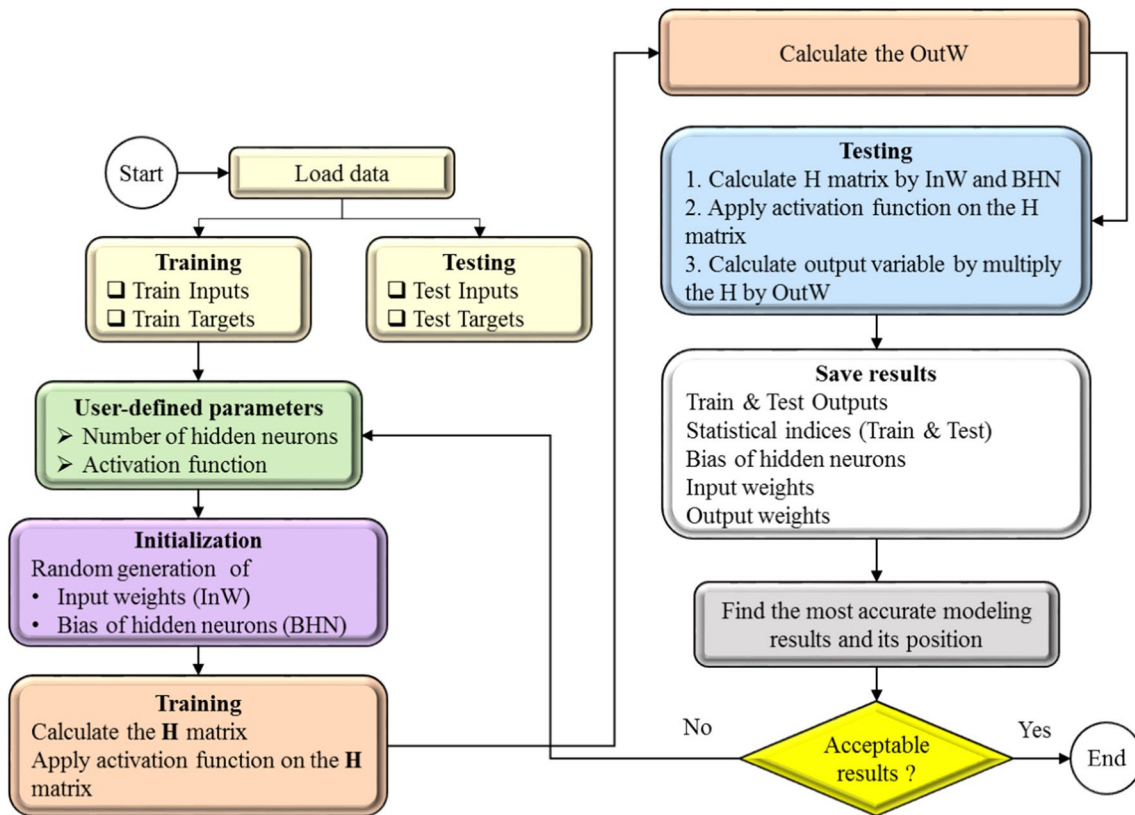 Start
Load data
Training
Train Inputs
Train Targets
Testing
Test Inputs
Test Targets
User-defined parameters
Number of hidden neurons
Activation function
Initialization
Random generation of
Input weights (InW)
Bias of hidden neurons (BHN)
Training
Calculate the H matrix
Apply activation function on the H
matrix
Calculate the OutW
Testing
1. Calculate H matrix by InW and BHN
2. Apply activation function on the H
matrix
3. Calculate output variable by multiply
the H by OutW
Save results
Train & Test Outputs
Statistical indices (Train & Test)
Bias of hidden neurons
Input weights
Output weights
Find the most accurate modeling
results and its position
Acceptable
results ?
No
Yes
End